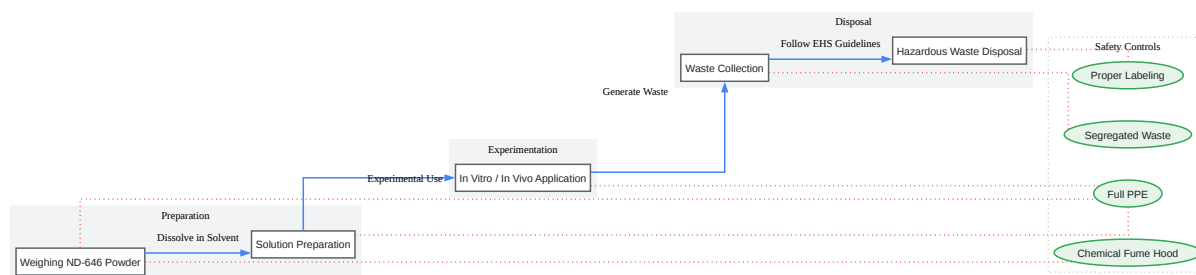 Disposal
Follow EHS Guidelines
Hazardous Waste Disposal
Safety Controls
Waste Collection
Proper Labeling
Generate Waste
Segregated Waste
Experimentation
Experimental Use
In Vitro / In Vivo Application
Full PPE
Preparation
Dissolve in Solvent
Solution Preparation
Weighing ND-646 Powder
Chemical Fume Hood